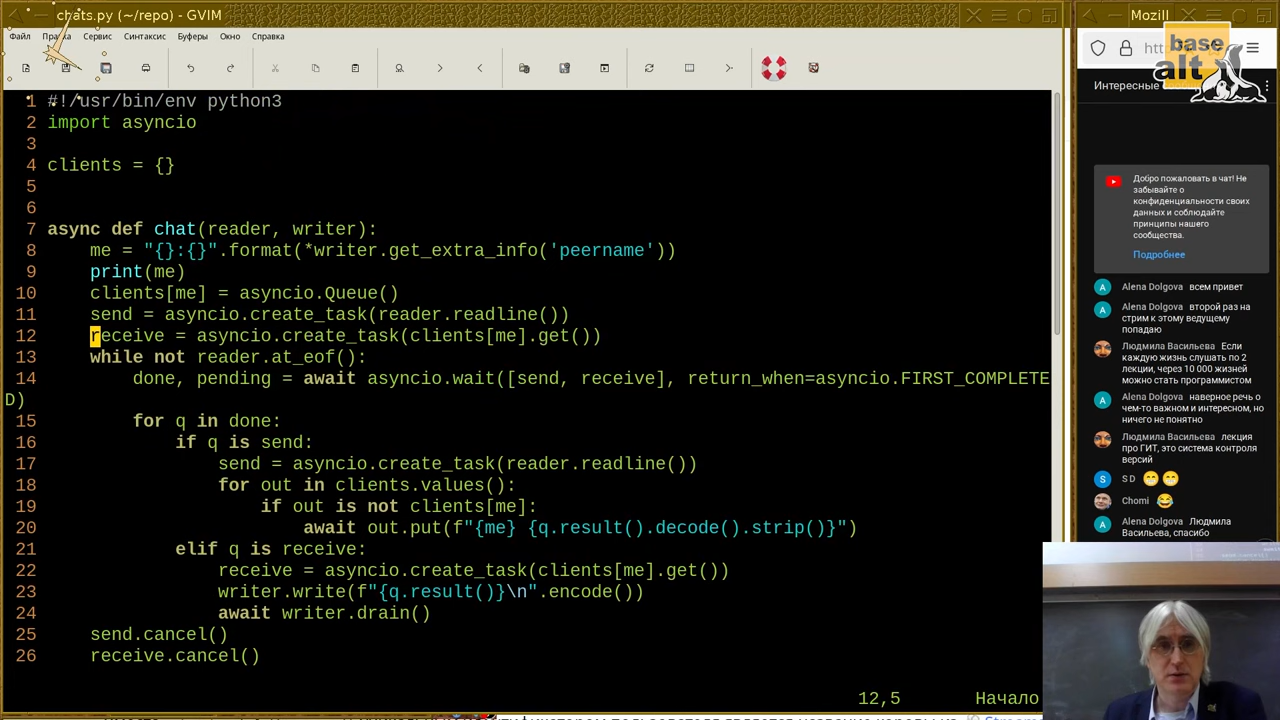 chats.py (~/repo) - GVIM
Mozill
Файл Правка Сервис Синтаксис Буферы Окно Справка
base
alt
Интересные
1 #!/usr/bin/env python3
2 import asyncio
3
4 clients = {}
5
6
7 async def chat(reader, writer):
8     me = "{}:{}".format(*writer.get_extra_info('peername'))
9     print(me)
10     clients[me] = asyncio.Queue()
11     send = asyncio.create_task(reader.readline())
12     receive = asyncio.create_task(clients[me].get())
13     while not reader.at_eof():
14         done, pending = await asyncio.wait([send, receive], return_when=asyncio.FIRST_COMPLETE
D)
15         for q in done:
16             if q is send:
17                 send = asyncio.create_task(reader.readline())
18                 for out in clients.values():
19                     if out is not clients[me]:
20                         await out.put(f"{me} {q.result().decode().strip()}")
21             elif q is receive:
22                 receive = asyncio.create_task(clients[me].get())
23                 writer.write(f"{q.result()}\n".encode())
24                 await writer.drain()
25     send.cancel()
26     receive.cancel()
12,5 Начало
Добро пожаловать в чат! Не
забывайте о
конфиденциальности своих
данных и соблюдайте
принципы нашего
сообщества.
Подробнее
A Alena Dolgova всем привет
A Alena Dolgova второй раз на
стрим к этому ведущему
попадаю
Людмила Васильева Если
каждую жизнь слушать по 2
лекции, через 10 000 жизней
можно стать программистом
A Alena Dolgova наверное речь о
чем-то важном и интересном, но
ничего не понятно
Людмила Васильева лекция
про ГИТ, это система контроля
версий
S S D
Chomi
A Alena Dolgova Людмила
Васильева, спасибо